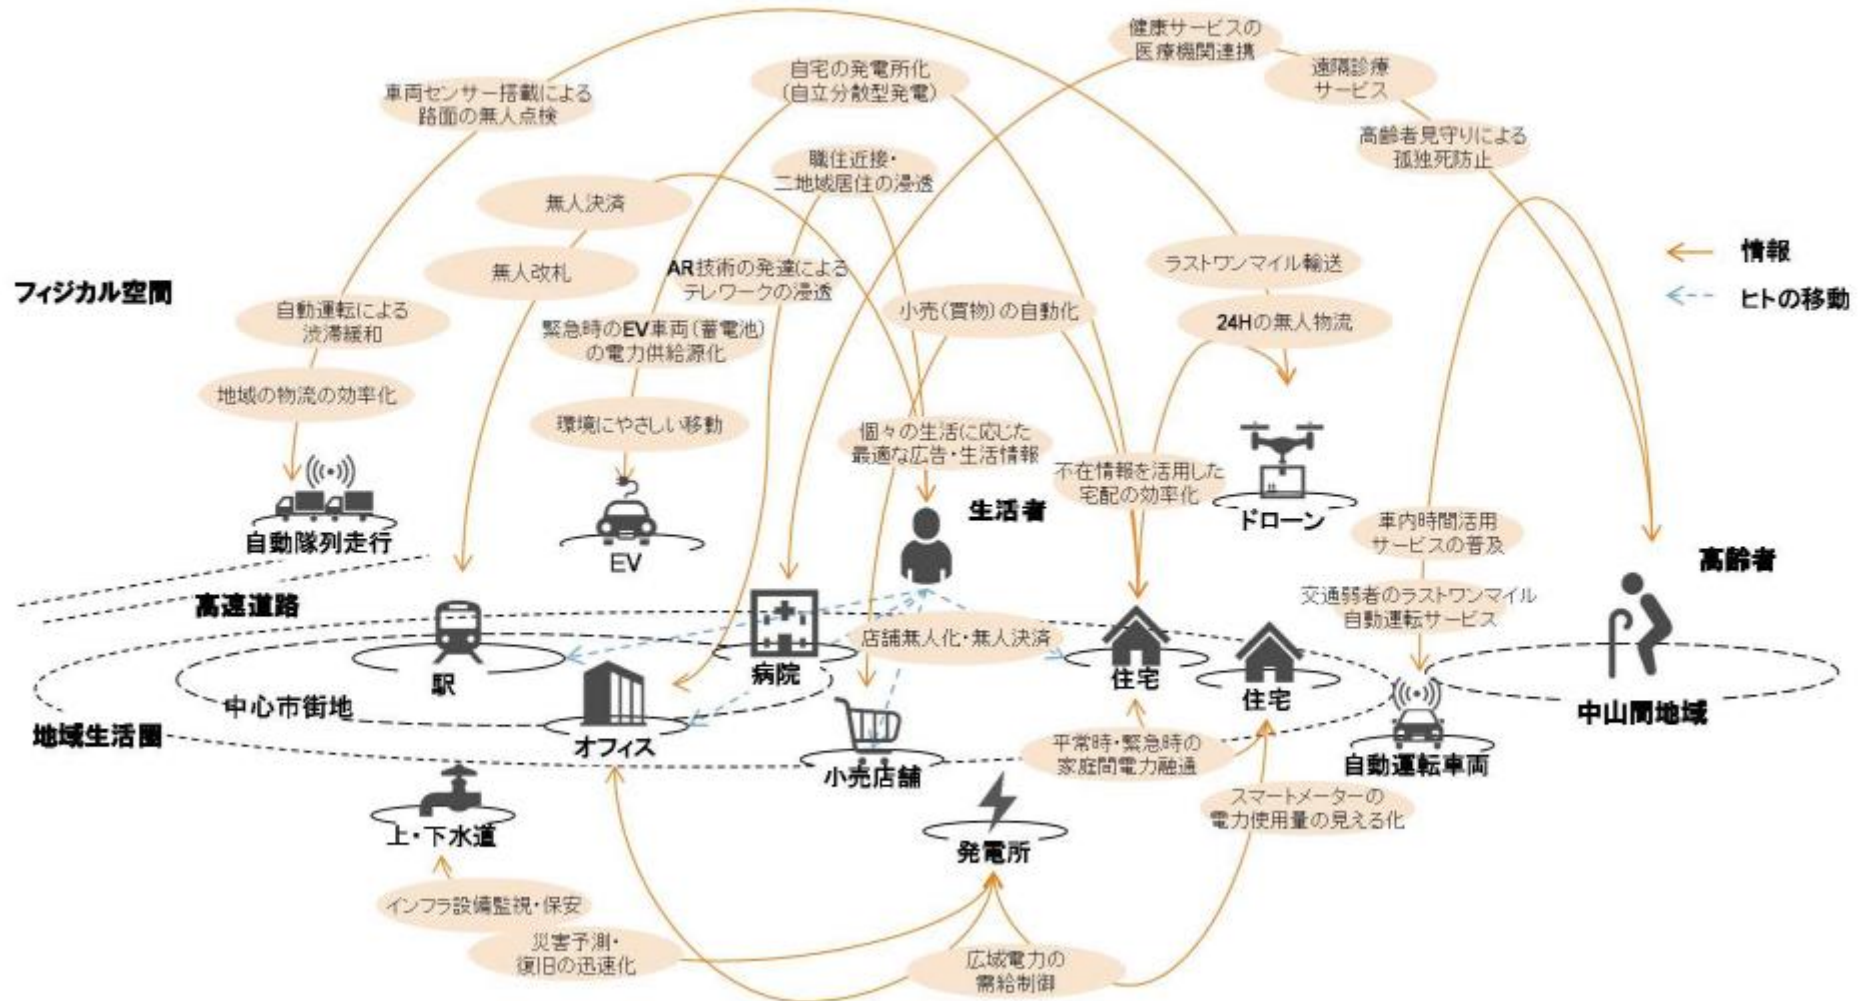 健康サービスの
医療機関連携
自宅の発電所化
(自立分散型発電)
遠隔診療
サービス
車両センサー搭載による
路面の無人点検
高齢者見守りによる
孤独死防止
職住近接・
二地域居住の浸透
無人決済
情報
無人改札
AR技術の発達による
テレワークの浸透
ラストワンマイル輸送
フィジカル空間
ヒトの移動
自動運転による
渋滞緩和
小売(買物)の自動化
24Hの無人物流
緊急時のEV車両(蓄電池)
の電力供給源化
地域の物流の効率化
環境にやさしい移動
個々の生活に応じた
最適な広告・生活情報
不在情報を活用した
宅配の効率化
生活者
ドローン
車内時間活用
サービスの普及
自動隊列走行
EV
高齢者
高速道路
交通弱者のラストワンマイル
自動運転サービス
店舗無人化・無人決済
駅
病院
住宅
住宅
中心市街地
中山間地域
地域生活圏
オフィス
小売店舗
平常時・緊急時の
家庭間電力融通
自動運転車両
スマートメーターの
電力使用量の見える化
上・下水道
発電所
インフラ設備監視・保安
災害予測・
復旧の迅速化
広域電力の
需給制御